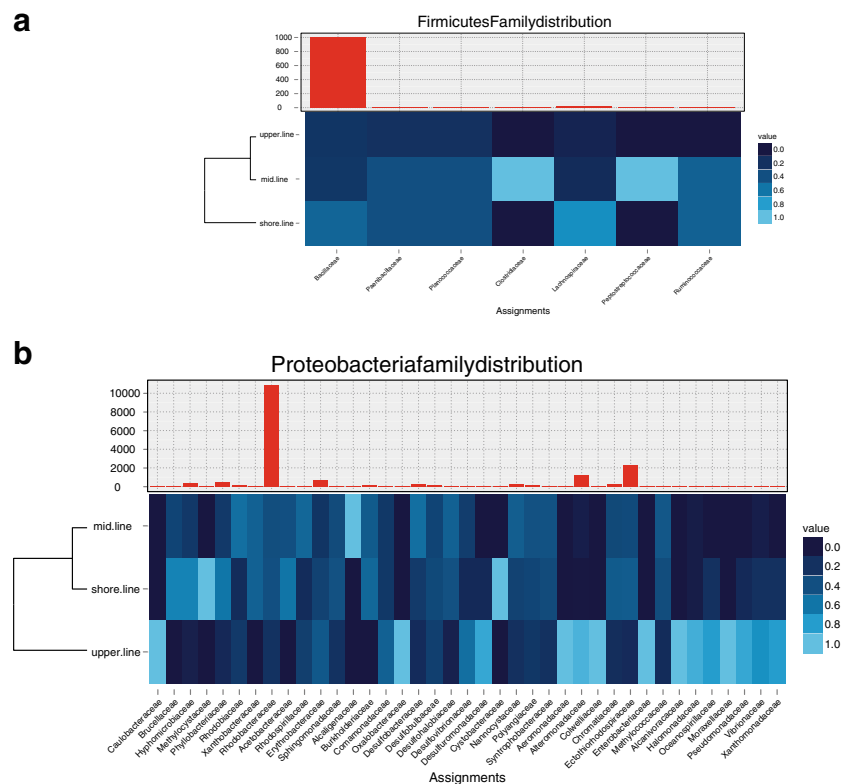 a
FirmicutesFamilydistribution
1000
800
600
400
200
0
upper.line
mid.line
shore.line
value
0.0
0.2
0.4
0.6
0.8
1.0
Bacillaceae
Paenibacillaceae
Planococcaceae
Clostridiaceae
Lachnospiraceae
Peptostreptococcaceae
Ruminococcaceae
Assignments
b
Proteobacteriafamilydistribution
10000
8000
6000
4000
2000
0
mid.line
shore.line
upper.line
value
0.0
0.2
0.4
0.6
0.8
1.0
Caulobacteraceae
Brucellaceae
Hyphomicrobiaceae
Methylocystaceae
Phyllobacteriaceae
Rhodobiaceae
Xanthobacteraceae
Rhodobacteraceae
Acetobacteraceae
Rhodospirillaceae
Erythrobacteraceae
Sphingomonadaceae
Alcaligenaceae
Burkholderiaceae
Comamonadaceae
Oxalobacteraceae
Desulfobacteraceae
Desulfobulbaceae
Desulfohalobiaceae
Desulfovibrionaceae
Desulfuromonadaceae
Cystobacteraceae
Nannocystaceae
Polyangiaceae
Syntrophobacteraceae
Aeromonadaceae
Alteromonadaceae
Colwelliaceae
Chromatiaceae
Ectothiorhodospiraceae
Enterobacteriaceae
Methylococcaceae
Alcanivoracaceae
Halomonadaceae
Oceanospirillaceae
Moraxellaceae
Pseudomonadaceae
Vibrionaceae
Xanthomonadaceae
Assignments